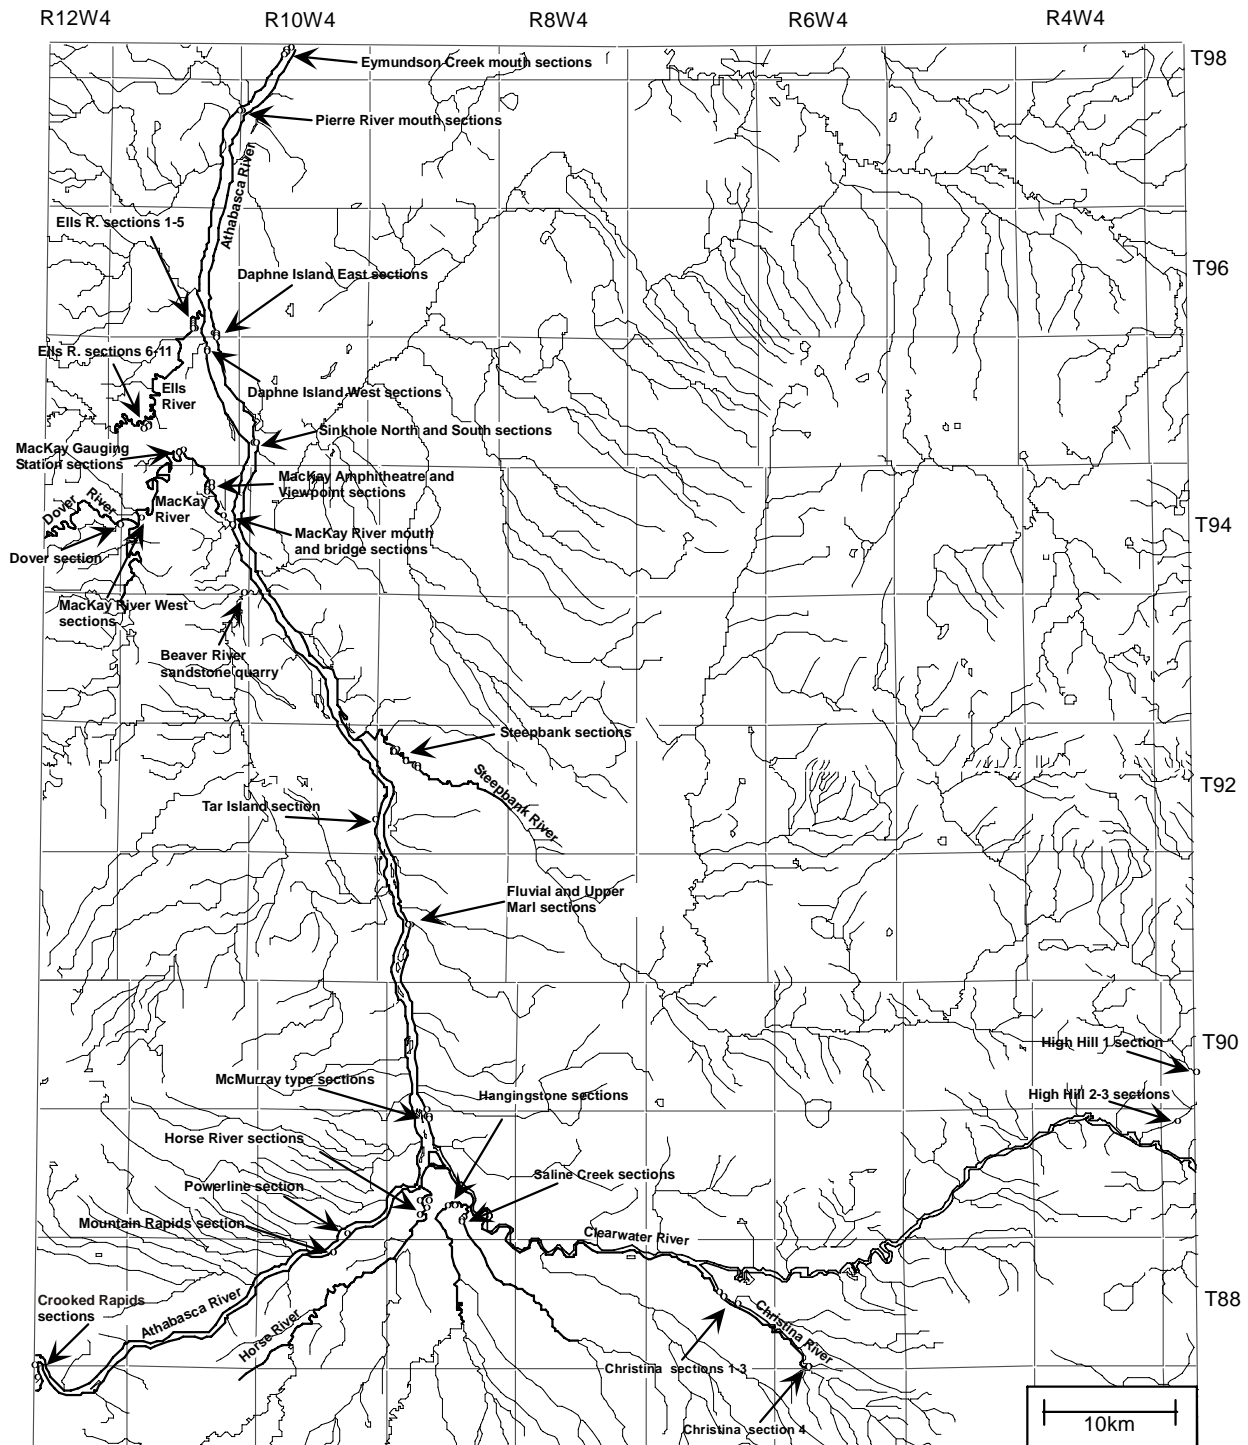 R12W4
R10W4
R8W4
R6W4
R4W4
T98
Eymundson Creek mouth sections
Pierre River mouth sections
Athabasca River
Ells R. sections 1-5
T96
Daphne Island East sections
Ells R. sections 6-11
Ells
River
Daphne Island West sections
Sinkhole North and South sections
MacKay Gauging
Station sections
MacKay Amphitheatre and
Viewpoint sections
Dover River
MacKay
River
T94
MacKay River mouth
and bridge sections
Dover section
MacKay River West
sections
Beaver River
sandstone quarry
Steepbank sections
Steepbank River
T92
Tar Island section
Fluvial and Upper
Marl sections
High Hill 1 section
T90
McMurray type sections
Hangingstone sections
High Hill 2-3 sections
Horse River sections
Saline Creek sections
Powerline section
Mountain Rapids section
Clearwater River
Crooked Rapids
sections
Athabasca River
Horse River
Christina River
T88
Christina sections 1-3
Christina section 4
10km